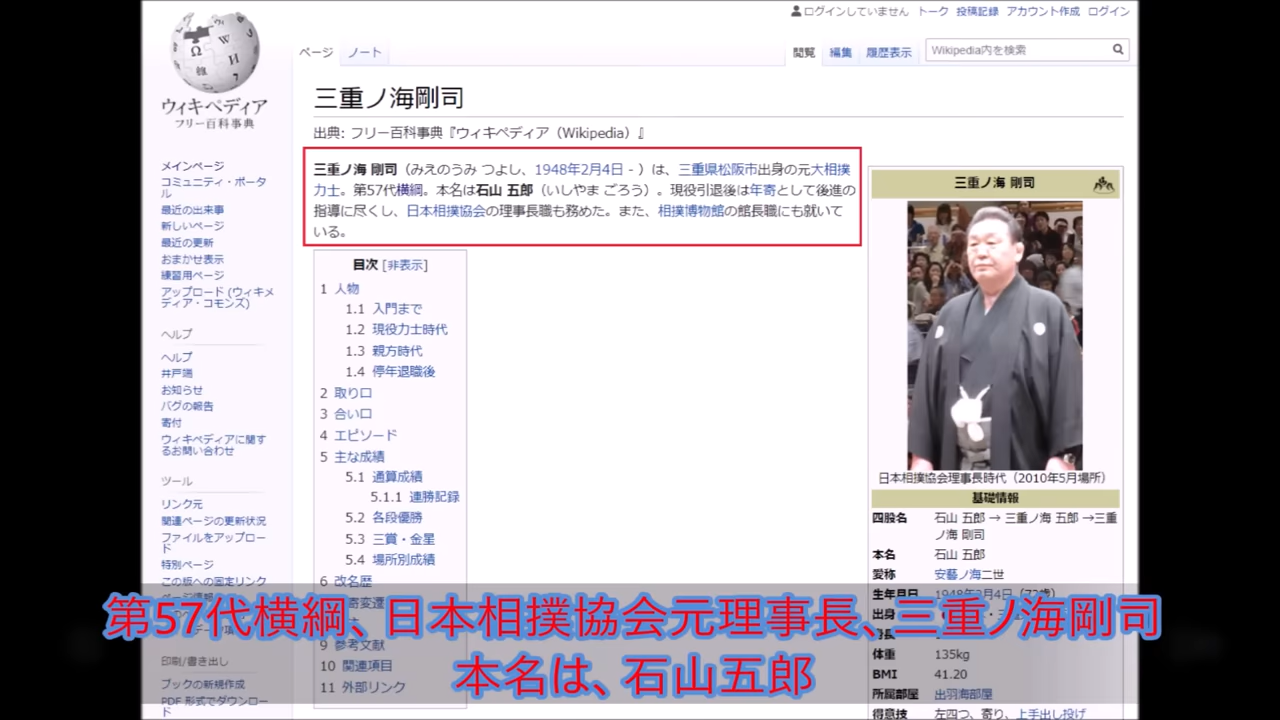 ログインしていません トーク 投稿記録 アカウント作成 ログイン
ページ ノート 閲覧 編集 履歴表示 Wikipedia内を検索
ウィキペディア
フリー百科事典
メインページ
コミュニティ・ポータ
ル
最近の出来事
新しいページ
最近の更新
おまかせ表示
練習用ページ
アップロード (ウィキメ
ディア・コモンズ)
ヘルプ
ヘルプ
井戸端
お知らせ
バグの報告
寄付
ウィキペディアに関す
るお問い合わせ
ツール
リンク元
関連ページの更新状況
ファイルをアップロー
ド
特別ページ
この版への固定リンク
印刷/書き出し
ブックの新規作成
PDF 形式でダウンロー
ド
三重ノ海剛司
出典: フリー百科事典『ウィキペディア（Wikipedia）』
三重ノ海 剛司（みえのうみ つよし、1948年2月4日 - ）は、三重県松阪市出身の元大相撲
力士。第57代横綱。本名は石山 五郎（いしやま ごろう）。現役引退後は年寄として後進の
指導に尽くし、日本相撲協会の理事長職も務めた。また、相撲博物館の館長職にも就いて
いる。
目次 [非表示]
1 人物
1.1 入門まで
1.2 現役力士時代
1.3 親方時代
1.4 停年退職後
2 取り口
3 合い口
4 エピソード
5 主な成績
5.1 通算成績
5.1.1 連勝記録
5.2 各段優勝
5.3 三賞・金星
5.4 場所別成績
6 改名歴
9 参考文献
10 関連項目
11 外部リンク
三重ノ海 剛司
日本相撲協会理事長時代（2010年5月場所）
基礎情報
四股名 石山 五郎 → 三重ノ海 五郎 →三重
ノ海 剛司
本名 石山 五郎
愛称 安藝ノ海二世
生年月日 1948年2月4日（72歳）
出身
体重 135kg
BMI 41.20
所属部屋 出羽海部屋
得意技 左四つ、寄り、上手出し投げ
第57代横綱、日本相撲協会元理事長、三重ノ海剛司
本名は、石山五郎